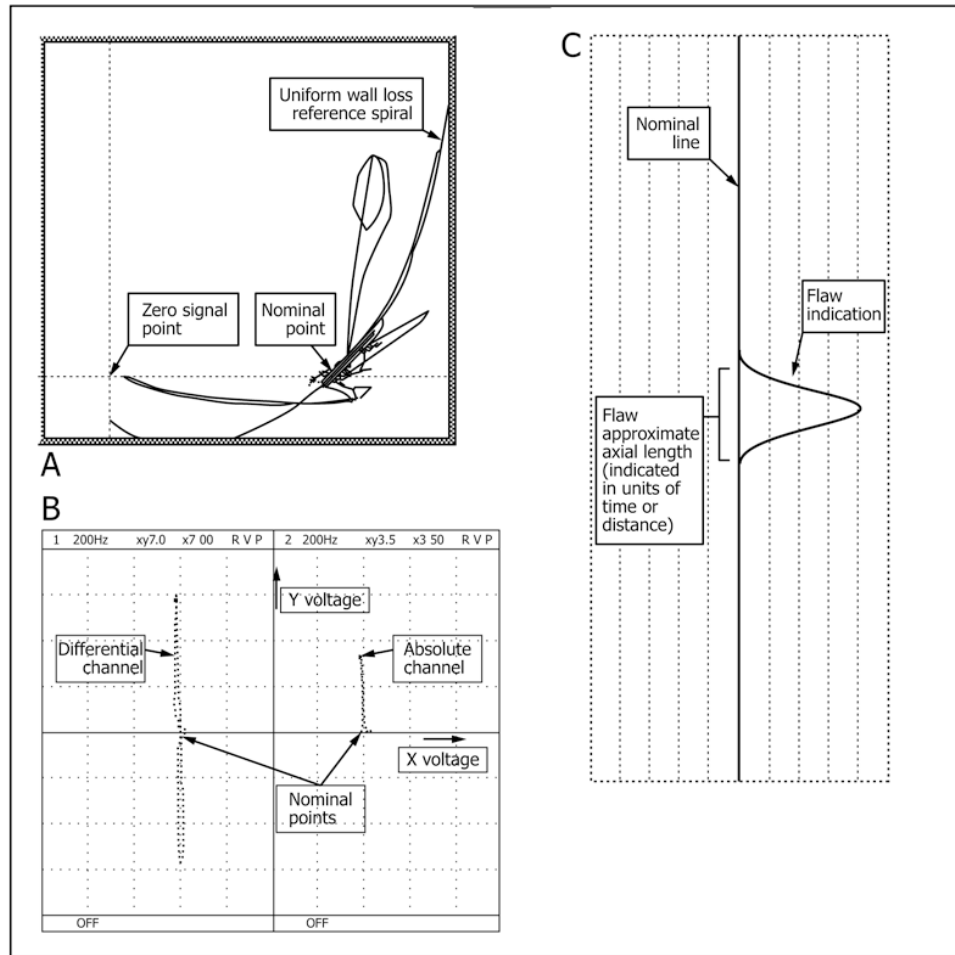 A
Uniform wall loss
reference spiral
Zero signal
point
Nominal
point
B
1 200Hz xy7.0 x7 00 R V P 2 200Hz xy3.5 x3 50 R V P
Y voltage
Differential
channel
Absolute
channel
X voltage
Nominal
points
OFF OFF
C
Nominal
line
Flaw
indication
Flaw
approximate
axial length
(indicated
in units of
time or
distance)